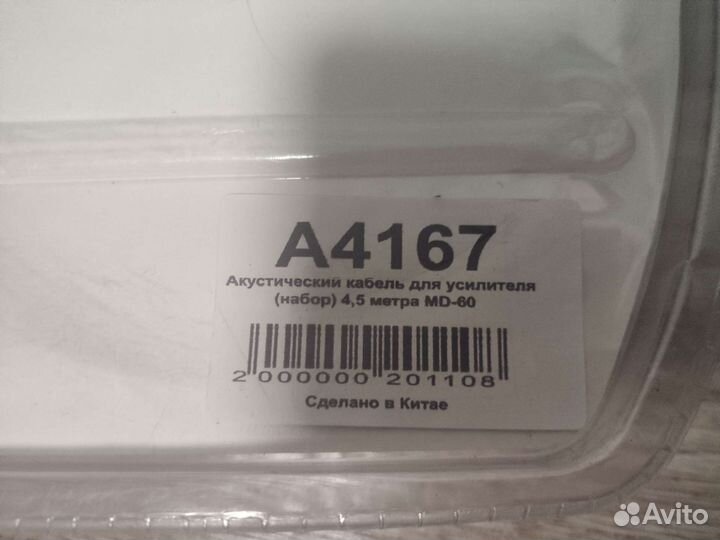 A4167
Акустический кабель для усилителя
(набор) 4,5 метра MD-60
2 000000 201108
Сделано в Китае
Avito